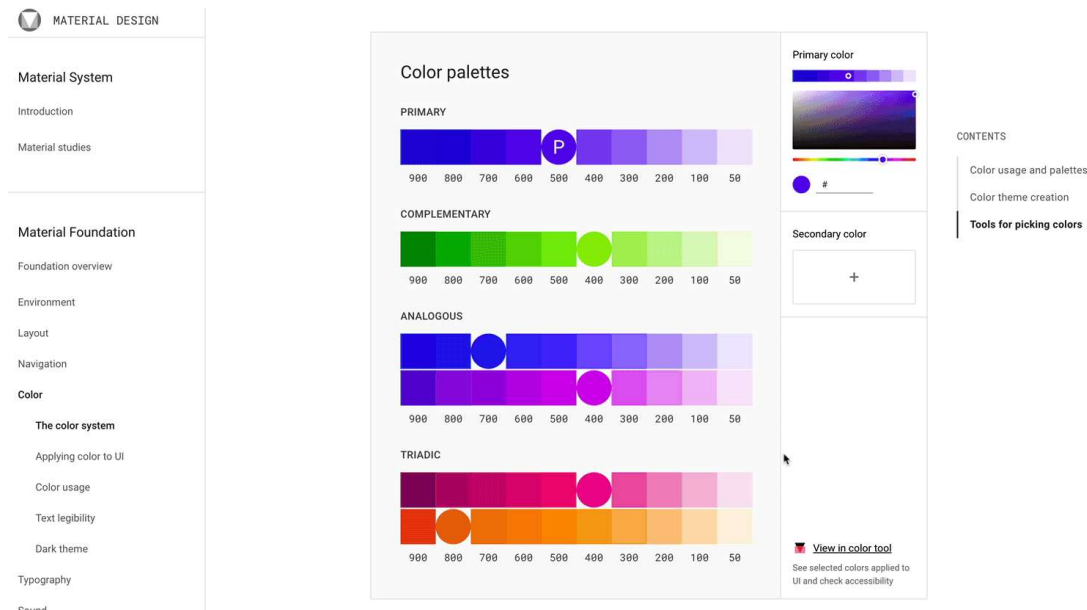 MATERIAL DESIGN
Material System
Introduction
Material studies
Material Foundation
Foundation overview
Environment
Layout
Navigation
Color
The color system
Applying color to UI
Color usage
Text legibility
Dark theme
Typography
Sound
Color palettes
PRIMARY
P
900 800 700 600 500 400 300 200 100 50
COMPLEMENTARY
900 800 700 600 500 400 300 200 100 50
ANALOGOUS
900 800 700 600 500 400 300 200 100 50
TRIADIC
900 800 700 600 500 400 300 200 100 50
Primary color
#
Secondary color
+
View in color tool
See selected colors applied to
UI and check accessibility
CONTENTS
Color usage and palettes
Color theme creation
Tools for picking colors